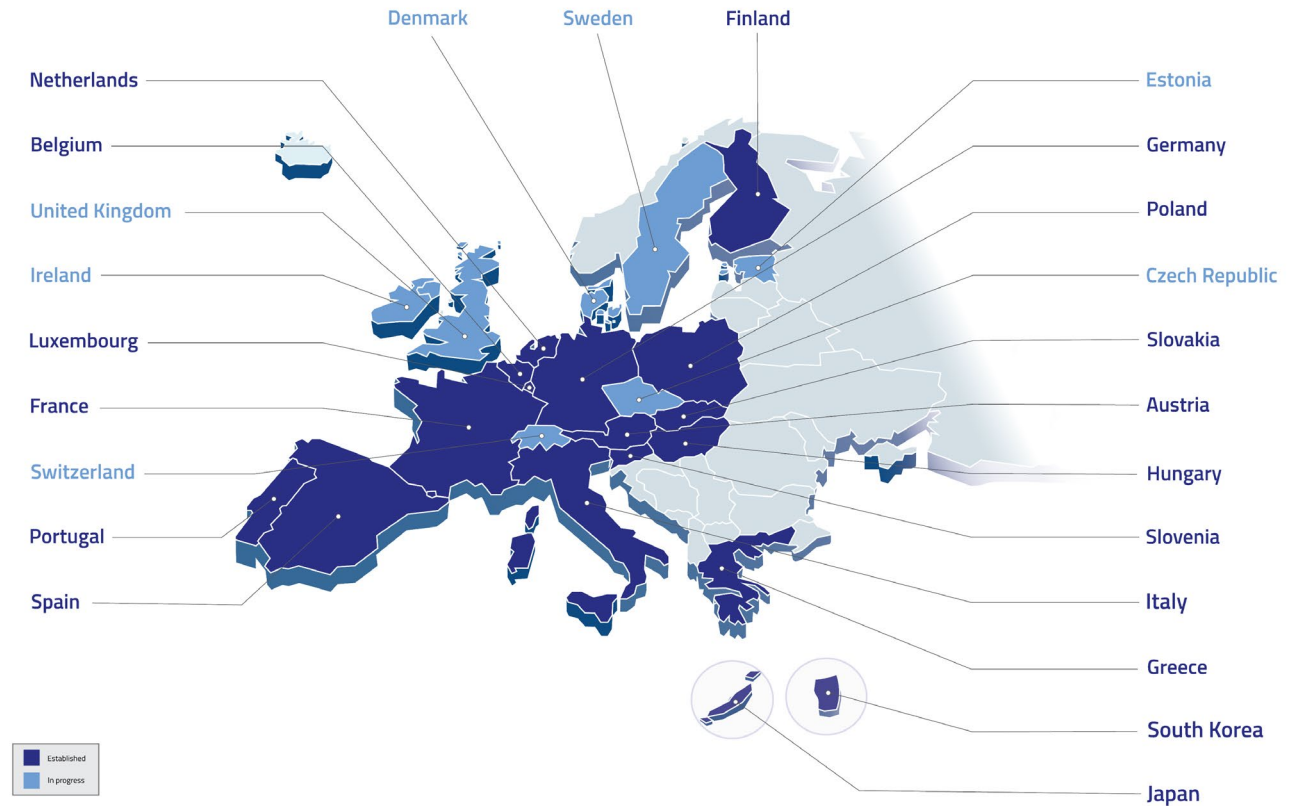 Denmark
Sweden
Finland
Netherlands
Belgium
United Kingdom
Ireland
Luxembourg
France
Switzerland
Portugal
Spain
Estonia
Germany
Poland
Czech Republic
Slovakia
Austria
Hungary
Slovenia
Italy
Greece
South Korea
Japan
Established
In progress